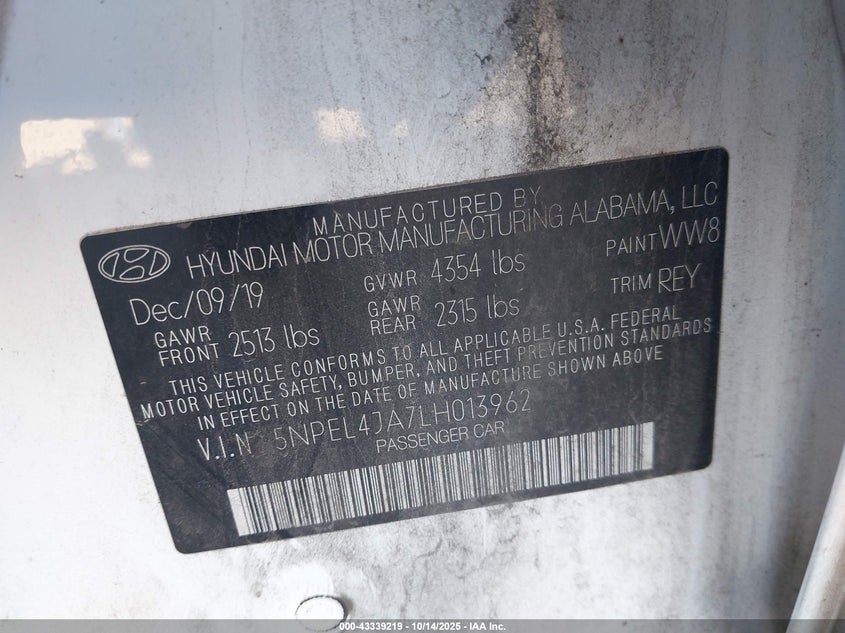 MANUFACTURED BY
HYUNDAI MOTOR MANUFACTURING ALABAMA, LLC
Dec/09/19 GVWR 4354 lbs PAINT WW8
GAWR FRONT 2513 lbs GAWR REAR 2315 lbs TRIM REY
THIS VEHICLE CONFORMS TO ALL APPLICABLE U.S.A. FEDERAL
MOTOR VEHICLE SAFETY, BUMPER, AND THEFT PREVENTION STANDARDS
IN EFFECT ON THE DATE OF MANUFACTURE SHOWN ABOVE
V.I.N 5NPEL4JA7LH013962
PASSENGER CAR
000-43339219 - 10/14/2025 - IAA Inc.